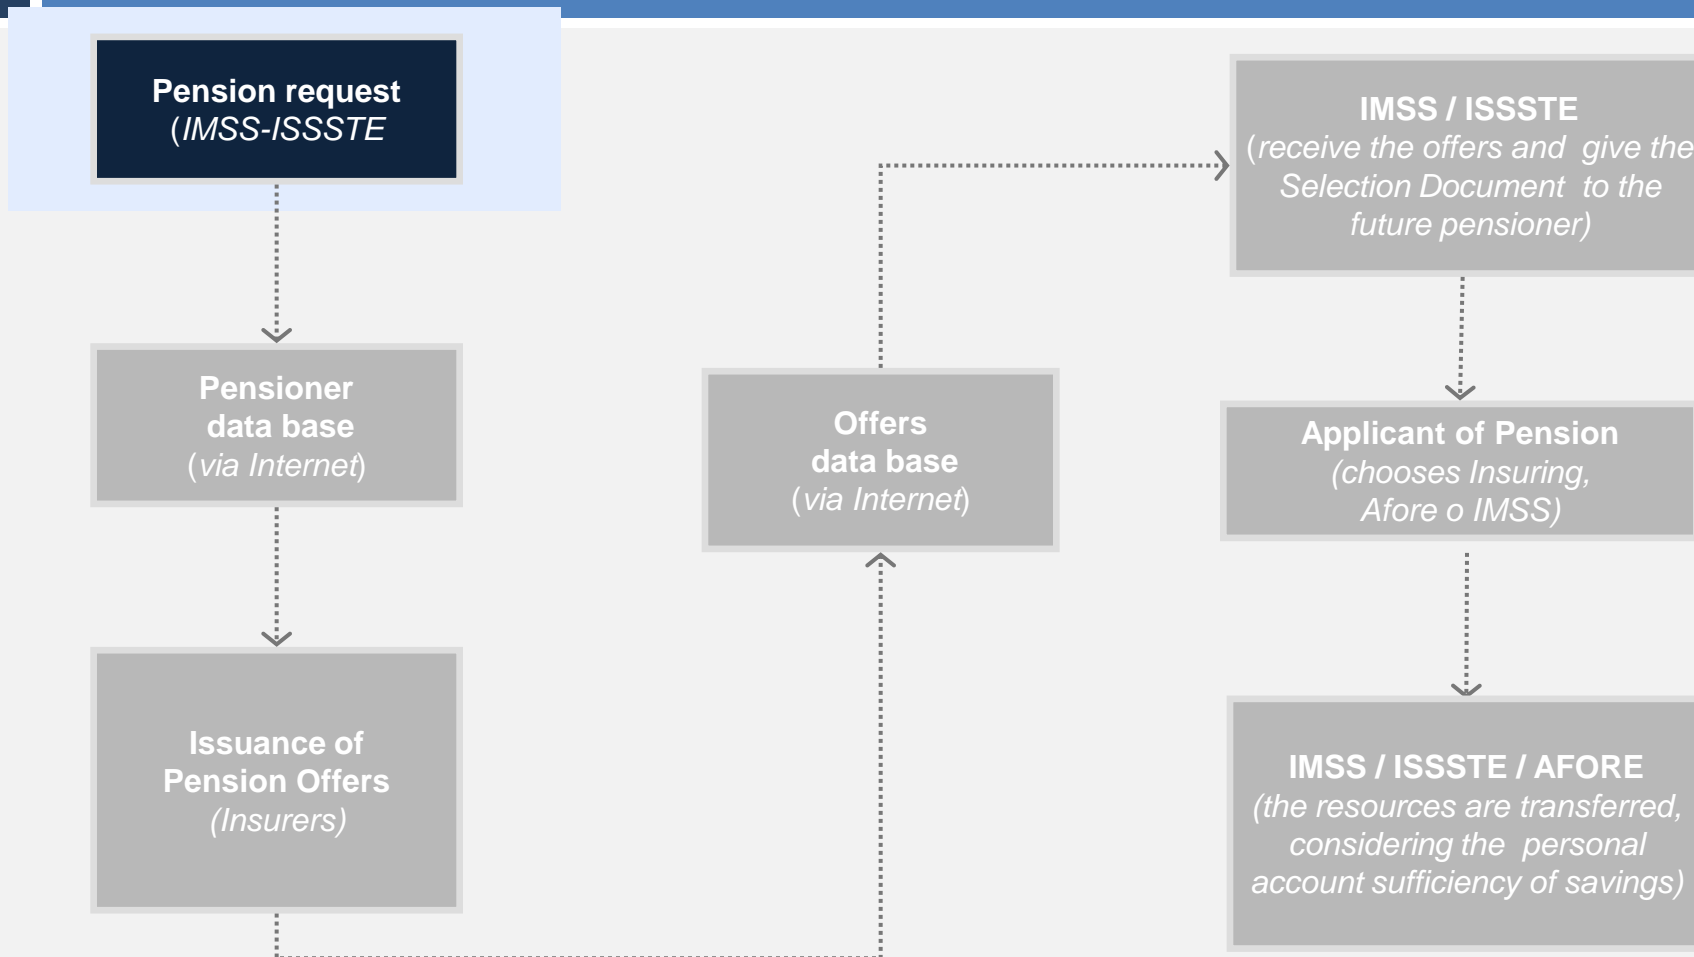 Pension request
(IMSS-ISSSTE
Pensioner
data base
(via Internet)
Issuance of
Pension Offers
(Insurers)
Offers
data base
(via Internet)
IMSS / ISSSTE
(receive the offers and give the
Selection Document to the
future pensioner)
Applicant of Pension
(chooses Insuring,
Afore o IMSS)
IMSS / ISSSTE / AFORE
(the resources are transferred,
considering the personal
account sufficiency of savings)